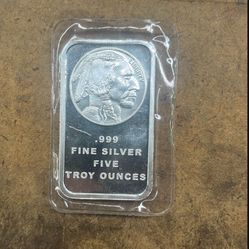 .999
FINE SILVER
FIVE
TROY OUNCES